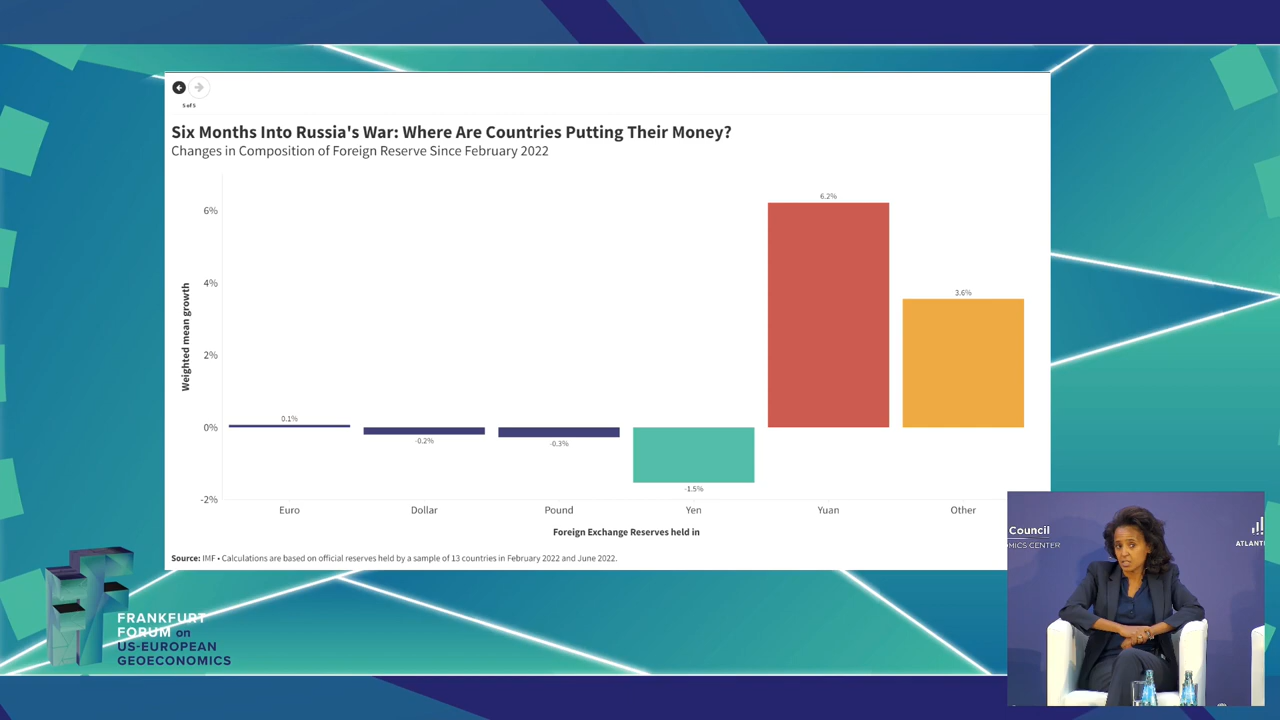 5 of 5
Six Months Into Russia's War: Where Are Countries Putting Their Money?
Changes in Composition of Foreign Reserve Since February 2022
Weighted mean growth
6%
4%
2%
0%
-2%
0.1%
-0.2%
-0.3%
-1.5%
6.2%
3.6%
Euro
Dollar
Pound
Yen
Yuan
Other
Foreign Exchange Reserves held in
Source: IMF • Calculations are based on official reserves held by a sample of 13 countries in February 2022 and June 2022.
FRANKFURT
FORUM on
US-EUROPEAN
GEOECONOMICS
Council
OMICS CENTER
ATLANT